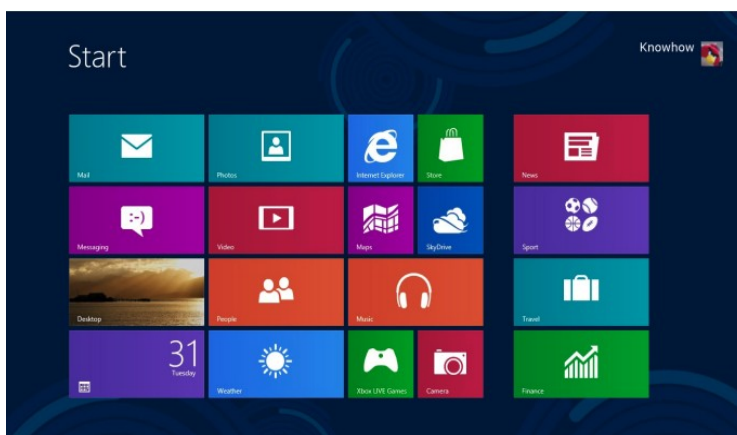 Start
Knowhow
Mail
Photos
Internet Explorer
Store
News
:-)
Messaging
Video
Maps
SkyDrive
Sport
Desktop
People
Music
Travel
31
Tuesday
Weather
Xbox LIVE Games
Camera
Finance